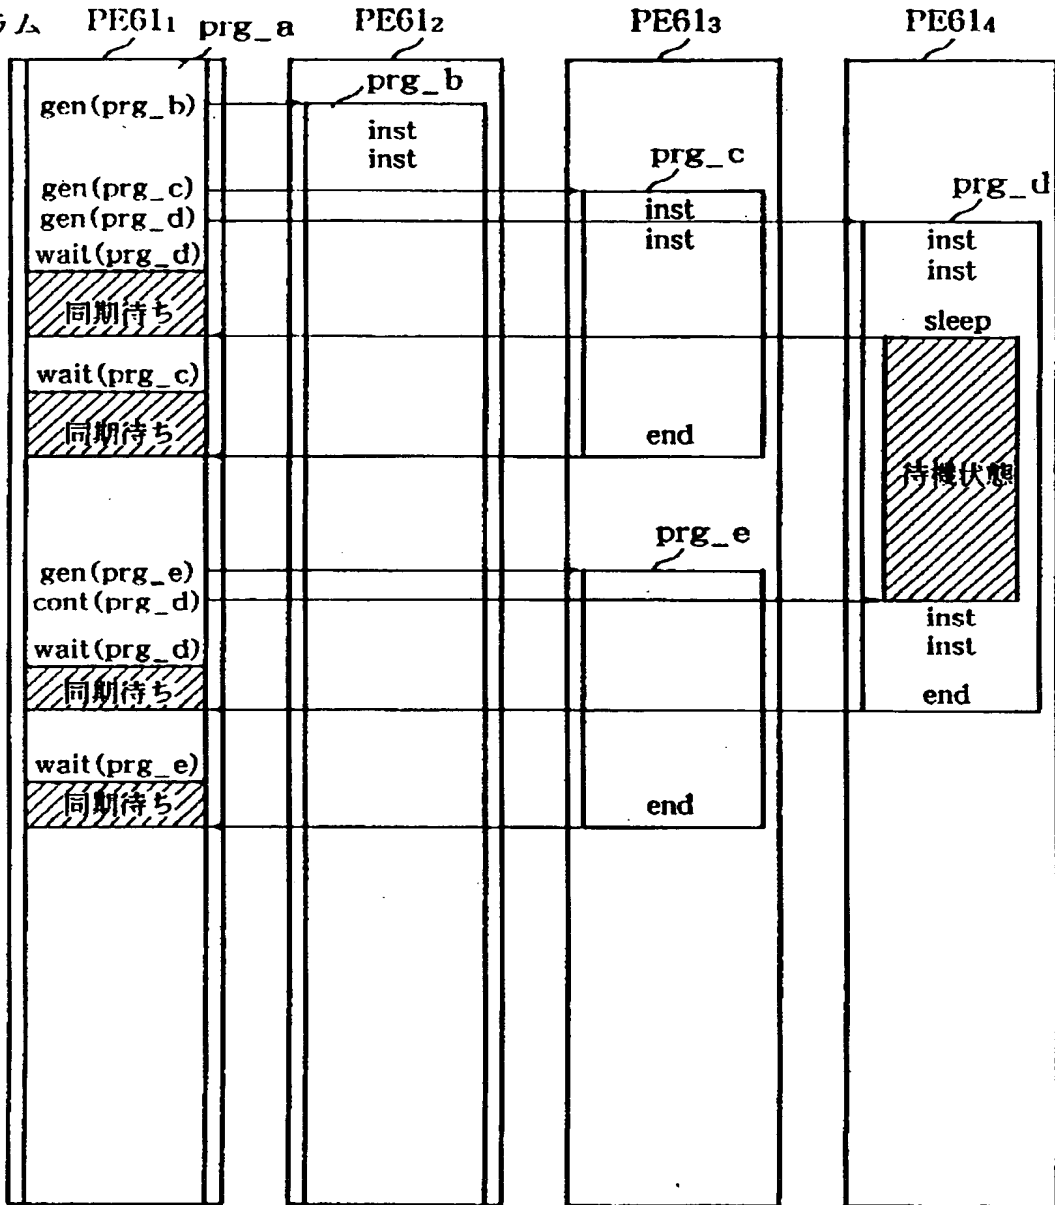 ラム
PE61₁
prg_a
PE61₂
PE61₃
PE61₄
gen(prg_b)
prg_b
inst
inst
gen(prg_c)
prg_c
inst
gen(prg_d)
prg_d
inst
inst
wait(prg_d)
inst
同期待ち
sleep
wait(prg_c)
同期待ち
end
待機状態
gen(prg_e)
prg_e
cont(prg_d)
inst
wait(prg_d)
inst
同期待ち
end
wait(prg_e)
同期待ち
end